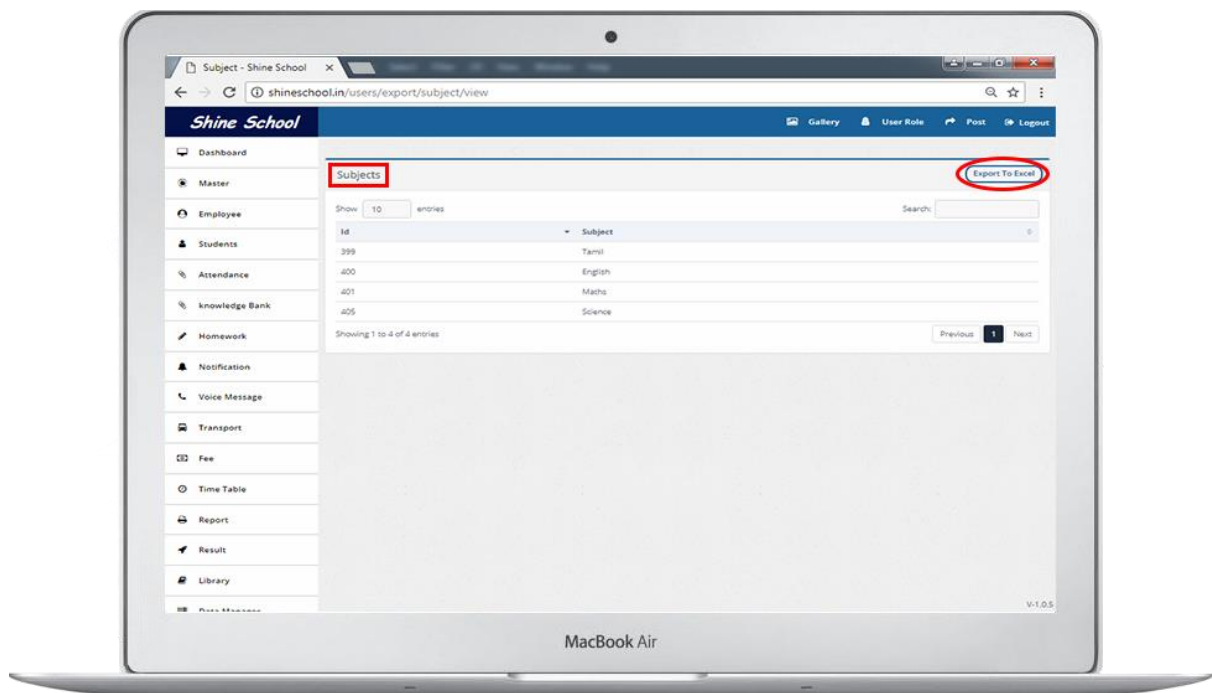 Subject - Shine School
shineschool.in/users/export/subject/view
Shine School
Gallery
User Role
Post
Logout
Dashboard
Master
Employee
Students
Attendance
knowledge Bank
Homework
Notification
Voice Message
Transport
Fee
Time Table
Report
Result
Library
Data Manager
Subjects
Export To Excel
Show 10 entries
Search:
Id Subject
399 Tamil
400 English
401 Maths
405 Science
Showing 1 to 4 of 4 entries
Previous 1 Next
V-1.0.5
MacBook Air